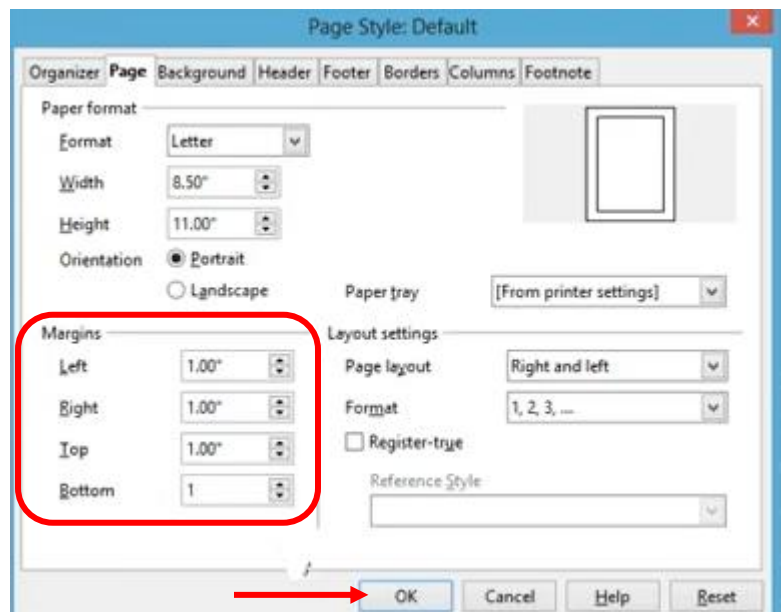 Page Style: Default
Organizer Page Background Header Footer Borders Columns Footnote
Paper format
Format Letter
Width 8.50"
Height 11.00"
Orientation Portrait
Landscape
Paper tray [From printer settings]
Margins
Left 1.00"
Right 1.00"
Top 1.00"
Bottom 1
Layout settings
Page layout Right and left
Format 1, 2, 3, ...
Register-true
Reference Style
OK Cancel Help Reset